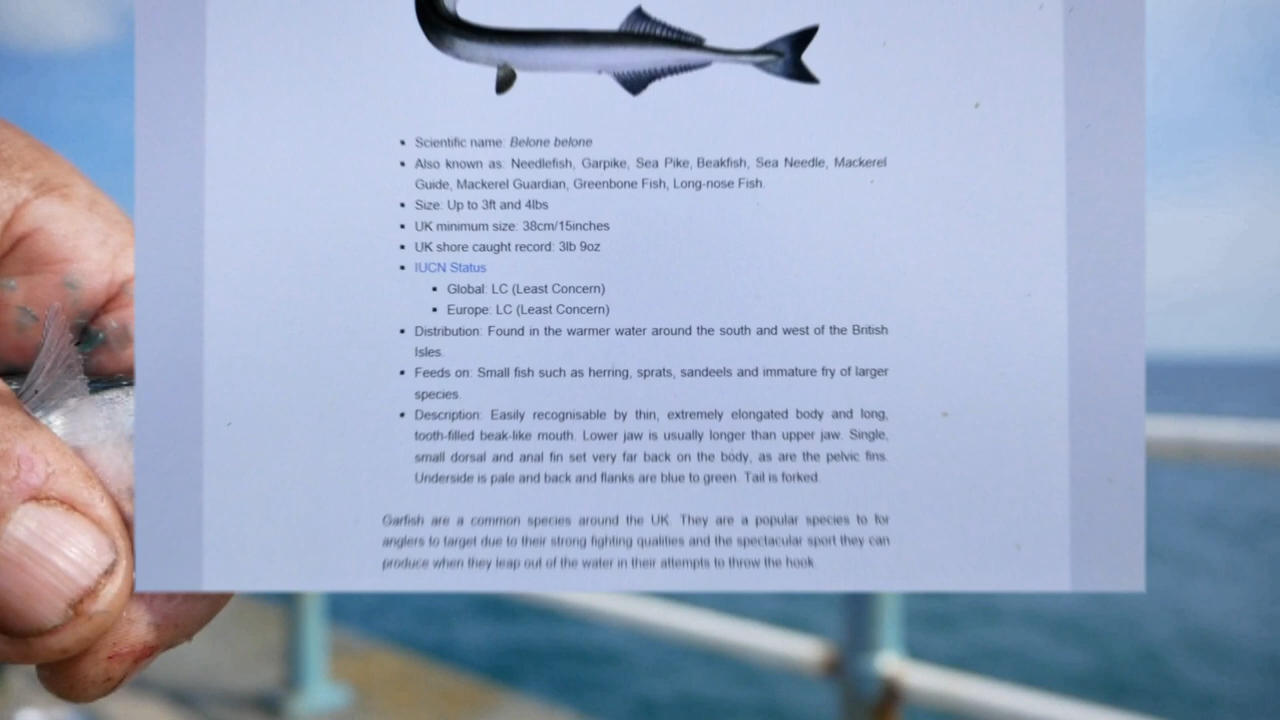 Scientific name: Belone belone
Also known as: Needlefish, Garpike, Sea Pike, Beakfish, Sea Needle, Mackerel
Guide, Mackerel Guardian, Greenbone Fish, Long-nose Fish.
Size: Up to 3ft and 4lbs
UK minimum size: 38cm/15inches
UK shore caught record: 3lb 9oz
IUCN Status
Global: LC (Least Concern)
Europe: LC (Least Concern)
Distribution: Found in the warmer water around the south and west of the British
Isles.
Feeds on: Small fish such as herring, sprats, sandeels and immature fry of larger
species.
Description: Easily recognisable by thin, extremely elongated body and long,
tooth-filled beak-like mouth. Lower jaw is usually longer than upper jaw. Single,
small dorsal and anal fin set very far back on the body, as are the pelvic fins.
Underside is pale and back and flanks are blue to green. Tail is forked.
Garfish are a common species around the UK. They are a popular species to for
anglers to target due to their strong fighting qualities and the spectacular sport they can
produce when they leap out of the water in their attempts to throw the hook.